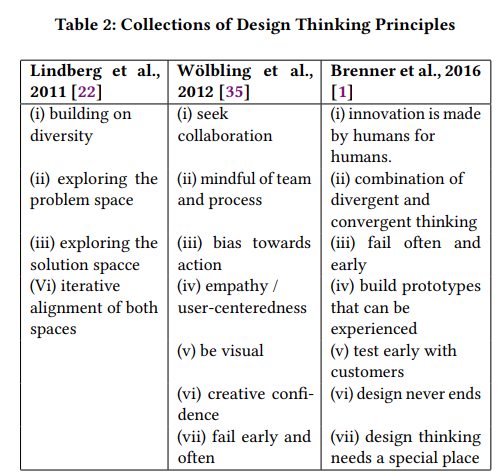 Table 2: Collections of Design Thinking Principles
Lindberg et al., 2011 [22]
Wölbling et al., 2012 [35]
Brenner et al., 2016 [1]
(i) building on diversity
(i) seek collaboration
(i) innovation is made by humans for humans.
(ii) exploring the problem space
(ii) mindful of team and process
(ii) combination of divergent and convergent thinking
(iii) exploring the solution spacce
(iii) bias towards action
(iii) fail often and early
(Vi) iterative alignment of both spaces
(iv) empathy / user-centeredness
(iv) build prototypes that can be experienced
(v) be visual
(v) test early with customers
(vi) creative confi-dence
(vi) design never ends
(vii) fail early and often
(vii) design thinking needs a special place